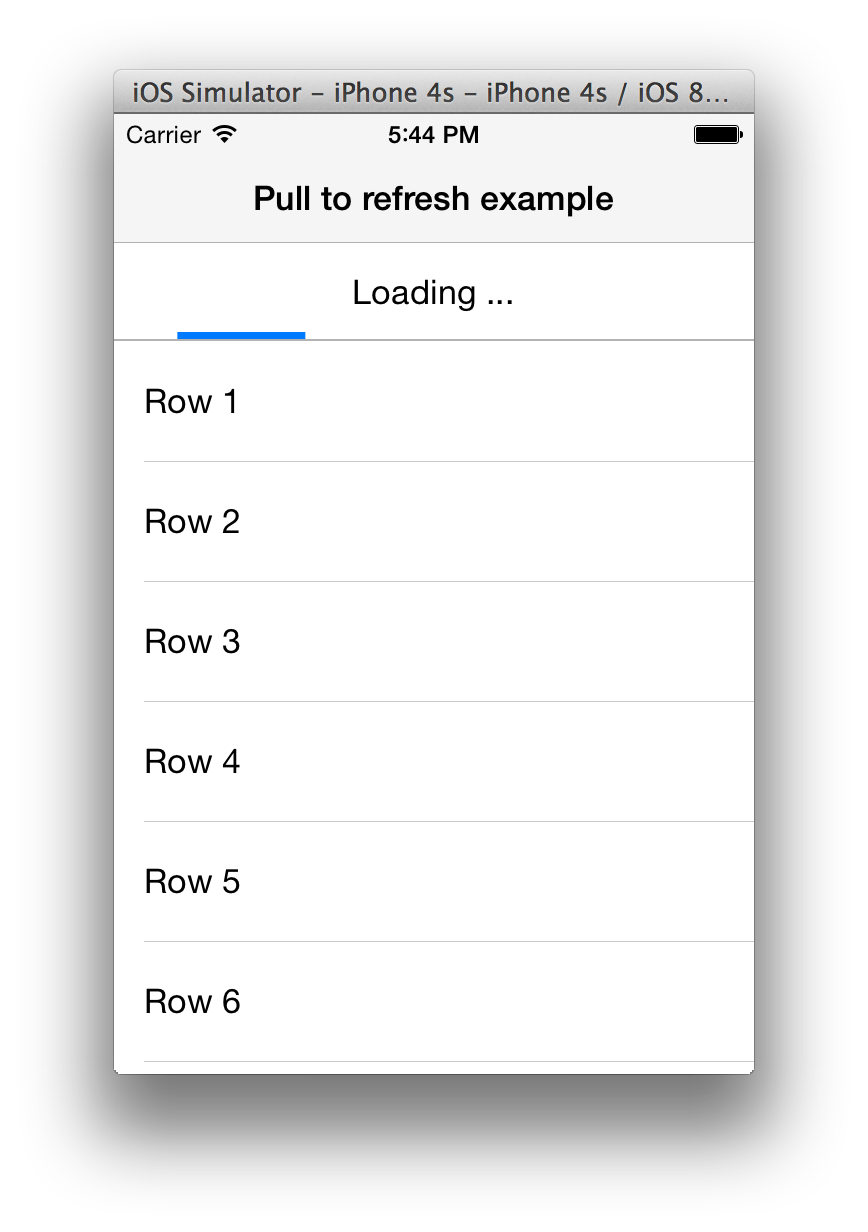 iOS Simulator – iPhone 4s – iPhone 4s / iOS 8...
Carrier 5:44 PM
Pull to refresh example
Loading ...
Row 1
Row 2
Row 3
Row 4
Row 5
Row 6